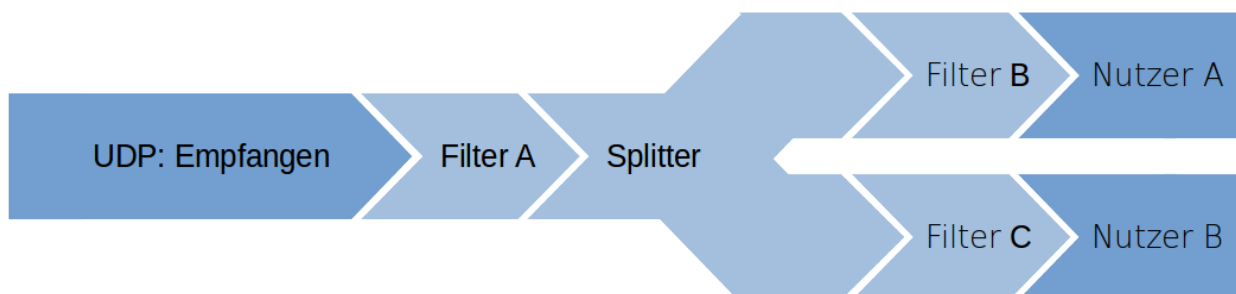 UDP: Empfangen
Filter A
Splitter
Filter B
Nutzer A
Filter C
Nutzer B